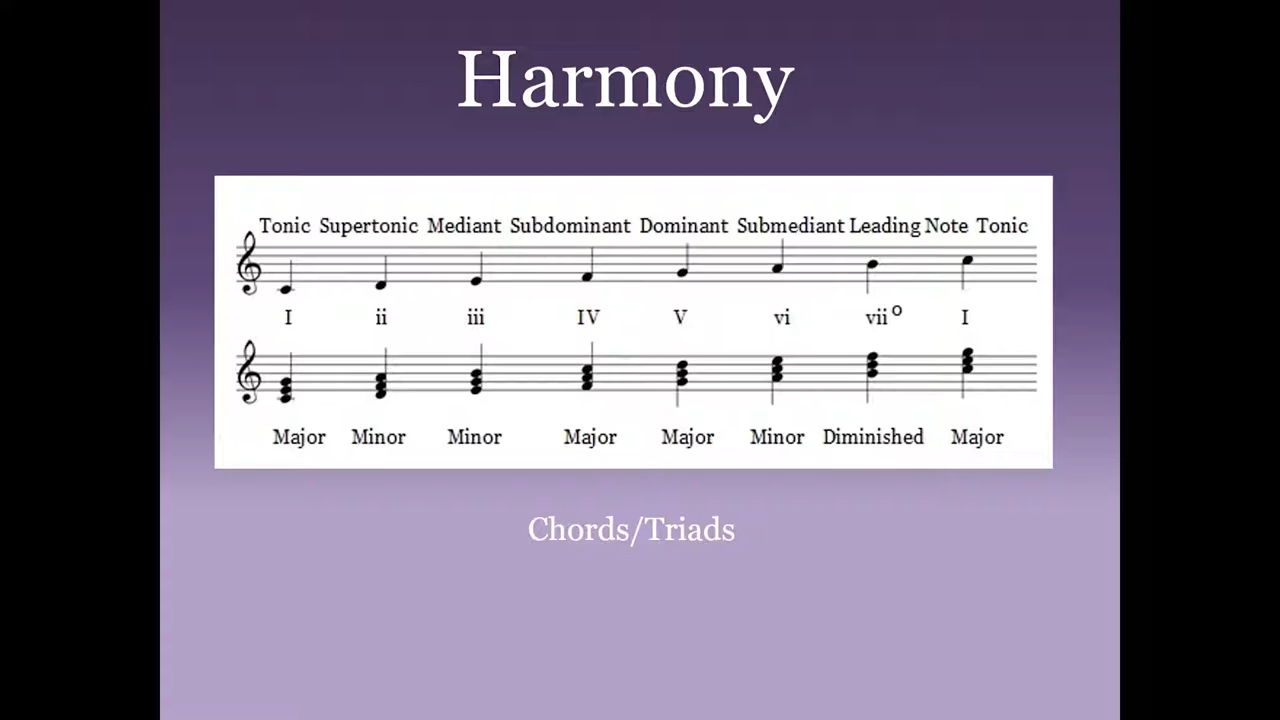 Harmony
Tonic Supertonic Mediant Subdominant Dominant Submediant Leading Note Tonic
I ii iii IV V vi vii° I
Major Minor Minor Major Major Minor Diminished Major
Chords/Triads